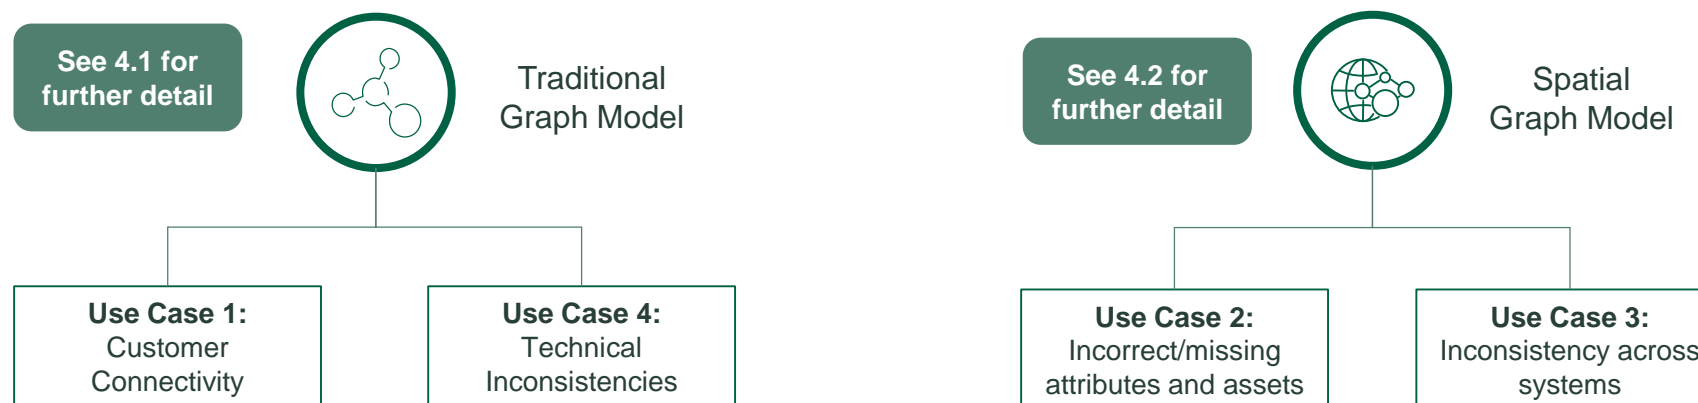 See 4.1 for
further detail
Traditional
Graph Model
Use Case 1:
Customer
Connectivity
Use Case 4:
Technical
Inconsistencies
See 4.2 for
further detail
Spatial
Graph Model
Use Case 2:
Incorrect/missing
attributes and assets
Use Case 3:
Inconsistency across
systems